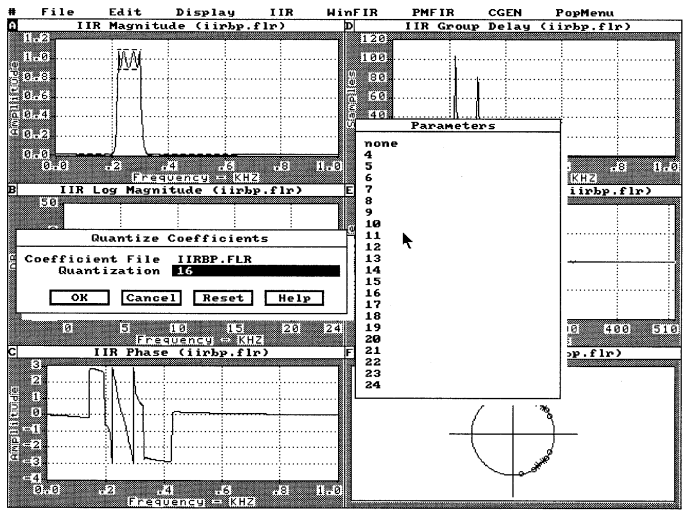 # File Edit Display IIR WinFIR PMFIR CGEN PopMenu
A IIR Magnitude (iirbp.flr)
1.2
1.0
0.8
0.6
0.4
0.2
0.0
Amplitude
0.0 .2 .4 .6 .8 1.0
Frequency - KHZ
D IIR Group Delay (iirbp.flr)
120
100
80
60
40
Samples
.8 1.0
KHZ
B IIR Log Magnitude (iirbp.flr)
50
0 5 10 15 20 24
Frequency - KHZ
E iirbp.flr)
400 510
Quantize Coefficients
Coefficient File IIRBP.FLR
Quantization 16
OK Cancel Reset Help
Parameters
none
4
5
6
7
8
9
10
11
12
13
14
15
16
17
18
19
20
21
22
23
24
C IIR Phase (iirbp.flr)
3
2
1
0
-1
-2
-3
-4
Amplitude
0.0 .2 .4 .6 .8 1.0
Frequency - KHZ
F bp.flr)